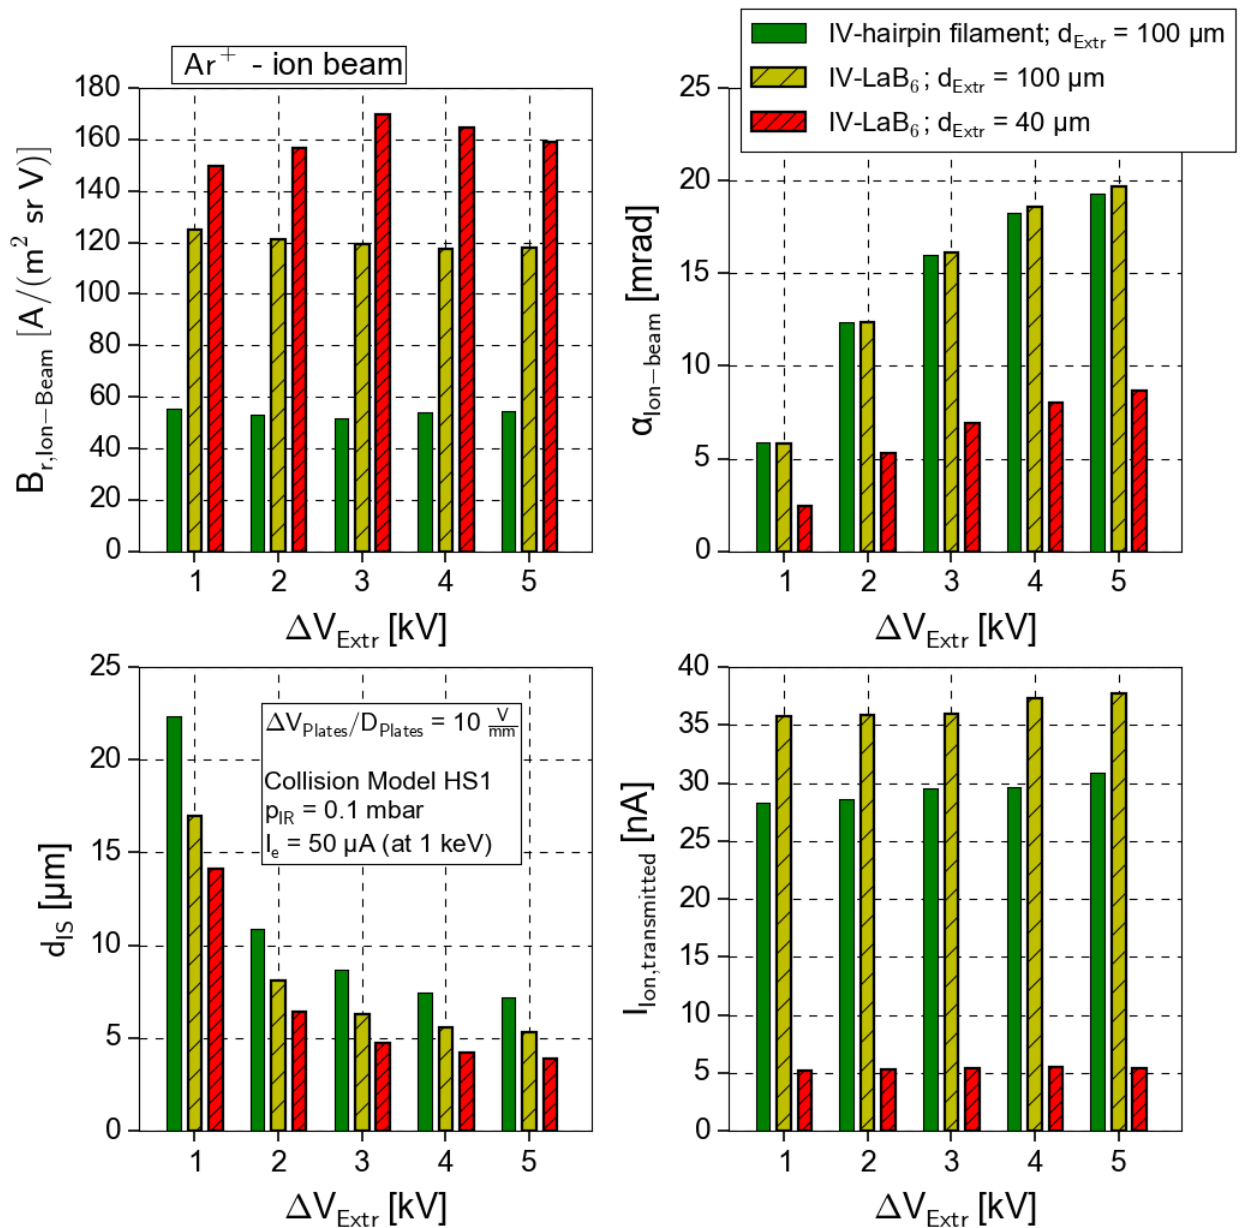 Ar⁺ - ion beam
IV-hairpin filament; d_Extr = 100 μm
IV-LaB₆; d_Extr = 100 μm
IV-LaB₆; d_Extr = 40 μm
B_r,Ion−Beam [A/(m² sr V)]
180
160
140
120
100
80
60
40
20
0
1 2 3 4 5
ΔV_Extr [kV]
α_Ion−beam [mrad]
25
20
15
10
5
0
1 2 3 4 5
ΔV_Extr [kV]
d_IS [μm]
25
20
15
10
5
0
ΔV_Plates/D_Plates = 10 V/mm
Collision Model HS1
p_IR = 0.1 mbar
I_e = 50 μA (at 1 keV)
1 2 3 4 5
ΔV_Extr [kV]
I_Ion,transmitted [nA]
40
35
30
25
20
15
10
5
0
1 2 3 4 5
ΔV_Extr [kV]